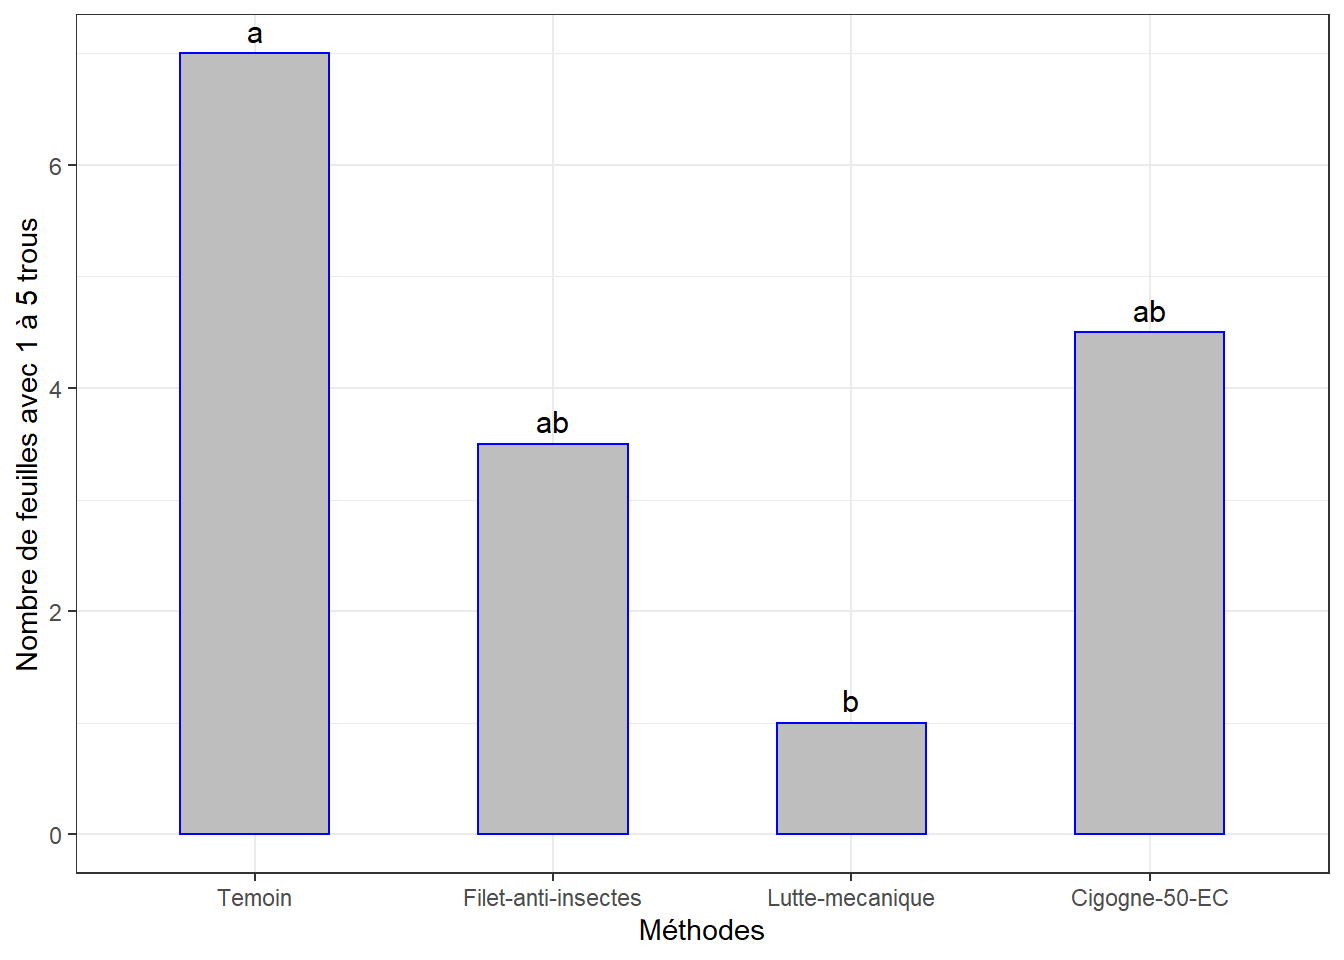 a
ab
b
ab
6
4
2
0
Nombre de feuilles avec 1 à 5 trous
Temoin
Filet-anti-insectes
Lutte-mecanique
Cigogne-50-EC
Méthodes